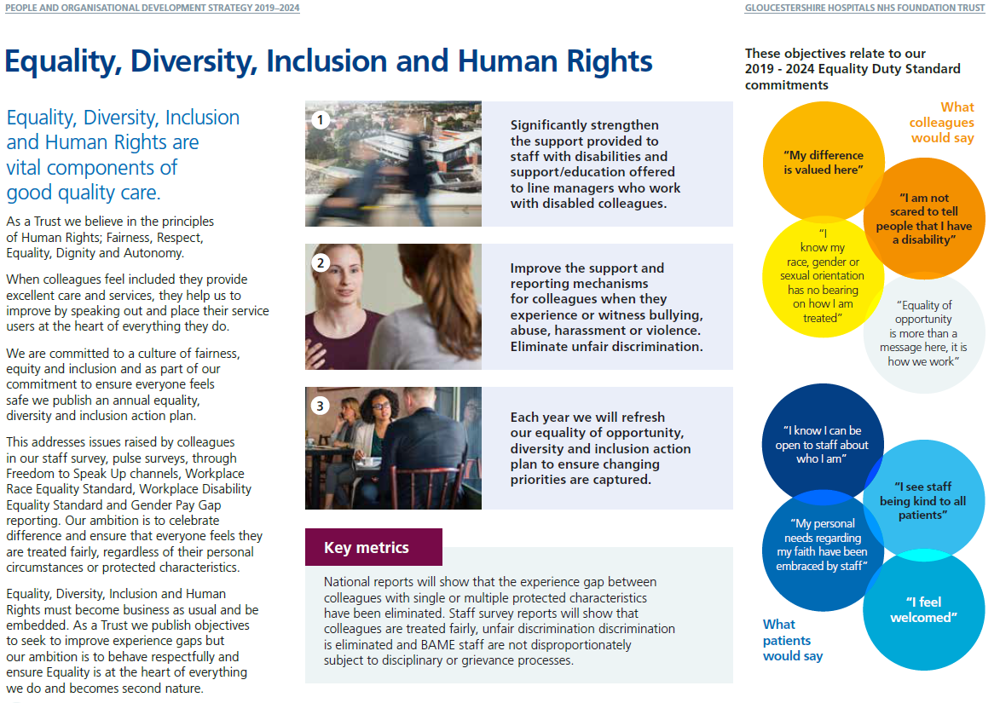 PEOPLE AND ORGANISATIONAL DEVELOPMENT STRATEGY 2019–2024
GLOUCESTERSHIRE HOSPITALS NHS FOUNDATION TRUST
Equality, Diversity, Inclusion and Human Rights
Equality, Diversity, Inclusion
and Human Rights are
vital components of
good quality care.
As a Trust we believe in the principles
of Human Rights; Fairness, Respect,
Equality, Dignity and Autonomy.
When colleagues feel included they provide
excellent care and services, they help us to
improve by speaking out and place their service
users at the heart of everything they do.
We are committed to a culture of fairness,
equity and inclusion and as part of our
commitment to ensure everyone feels
safe we publish an annual equality,
diversity and inclusion action plan.
This addresses issues raised by colleagues
in our staff survey, pulse surveys, through
Freedom to Speak Up channels, Workplace
Race Equality Standard, Workplace Disability
Equality Standard and Gender Pay Gap
reporting. Our ambition is to celebrate
difference and ensure that everyone feels they
are treated fairly, regardless of their personal
circumstances or protected characteristics.
Equality, Diversity, Inclusion and Human
Rights must become business as usual and be
embedded. As a Trust we publish objectives
to seek to improve experience gaps but
our ambition is to behave respectfully and
ensure Equality is at the heart of everything
we do and becomes second nature.
1
Significantly strengthen
the support provided to
staff with disabilities and
support/education offered
to line managers who work
with disabled colleagues.
2
Improve the support and
reporting mechanisms
for colleagues when they
experience or witness bullying,
abuse, harassment or violence.
Eliminate unfair discrimination.
3
Each year we will refresh
our equality of opportunity,
diversity and inclusion action
plan to ensure changing
priorities are captured.
Key metrics
National reports will show that the experience gap between
colleagues with single or multiple protected characteristics
have been eliminated. Staff survey reports will show that
colleagues are treated fairly, unfair discrimination discrimination
is eliminated and BAME staff are not disproportionately
subject to disciplinary or grievance processes.
These objectives relate to our
2019 - 2024 Equality Duty Standard
commitments
What
colleagues
would say
“My difference
is valued here”
“I am not
scared to tell
people that I have
a disability”
“I
know my
race, gender or
sexual orientation
has no bearing
on how I am
treated”
“Equality of
opportunity
is more than a
message here, it is
how we work”
“I know I can be
open to staff about
who I am”
“I see staff
being kind to all
patients”
“My personal
needs regarding
my faith have been
embraced by staff”
“I feel
welcomed”
What
patients
would say